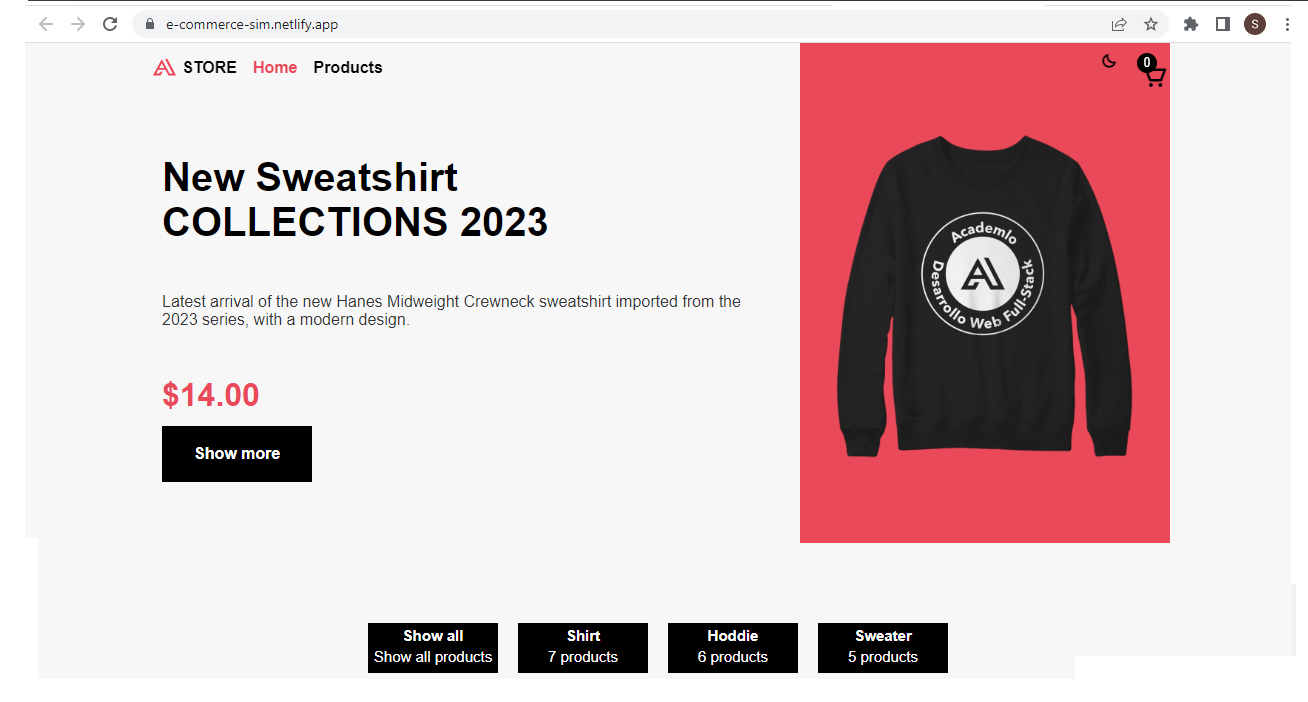 e-commerce-sim.netlify.app
S
STORE Home Products
0
New Sweatshirt
COLLECTIONS 2023
Latest arrival of the new Hanes Midweight Crewneck sweatshirt imported from the
2023 series, with a modern design.
$14.00
Show more
Academlo
Desarrollo Web Full-Stack
Show all
Show all products
Shirt
7 products
Hoddie
6 products
Sweater
5 products